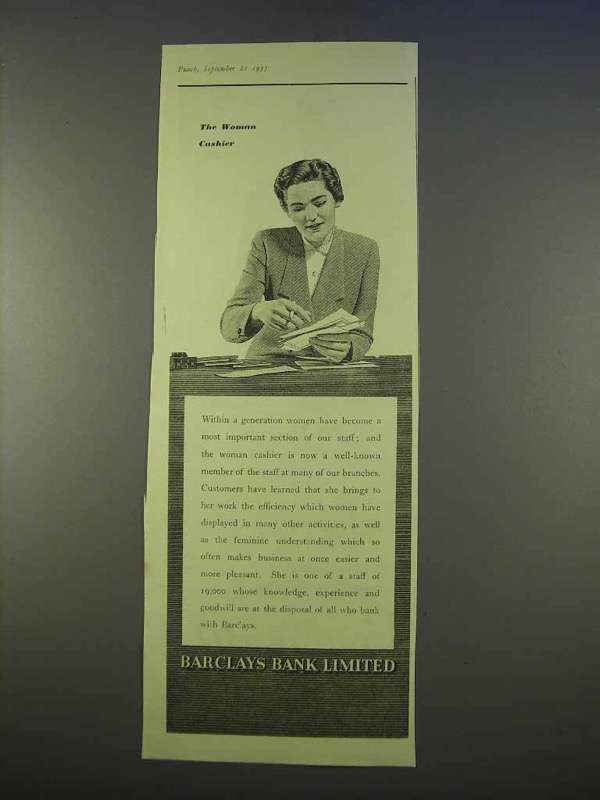 Punch, September 21 1955
The Woman
Cashier
Within a generation women have become a
most important section of our staff; and
the woman cashier is now a well-known
member of the staff at many of our branches.
Customers have learned that she brings to
her work the efficiency which women have
displayed in many other activities, as well
as the feminine understanding which so
often makes business at once easier and
more pleasant. She is one of a staff of
19,000 whose knowledge, experience and
goodwill are at the disposal of all who bank
with Barclays.
BARCLAYS BANK LIMITED